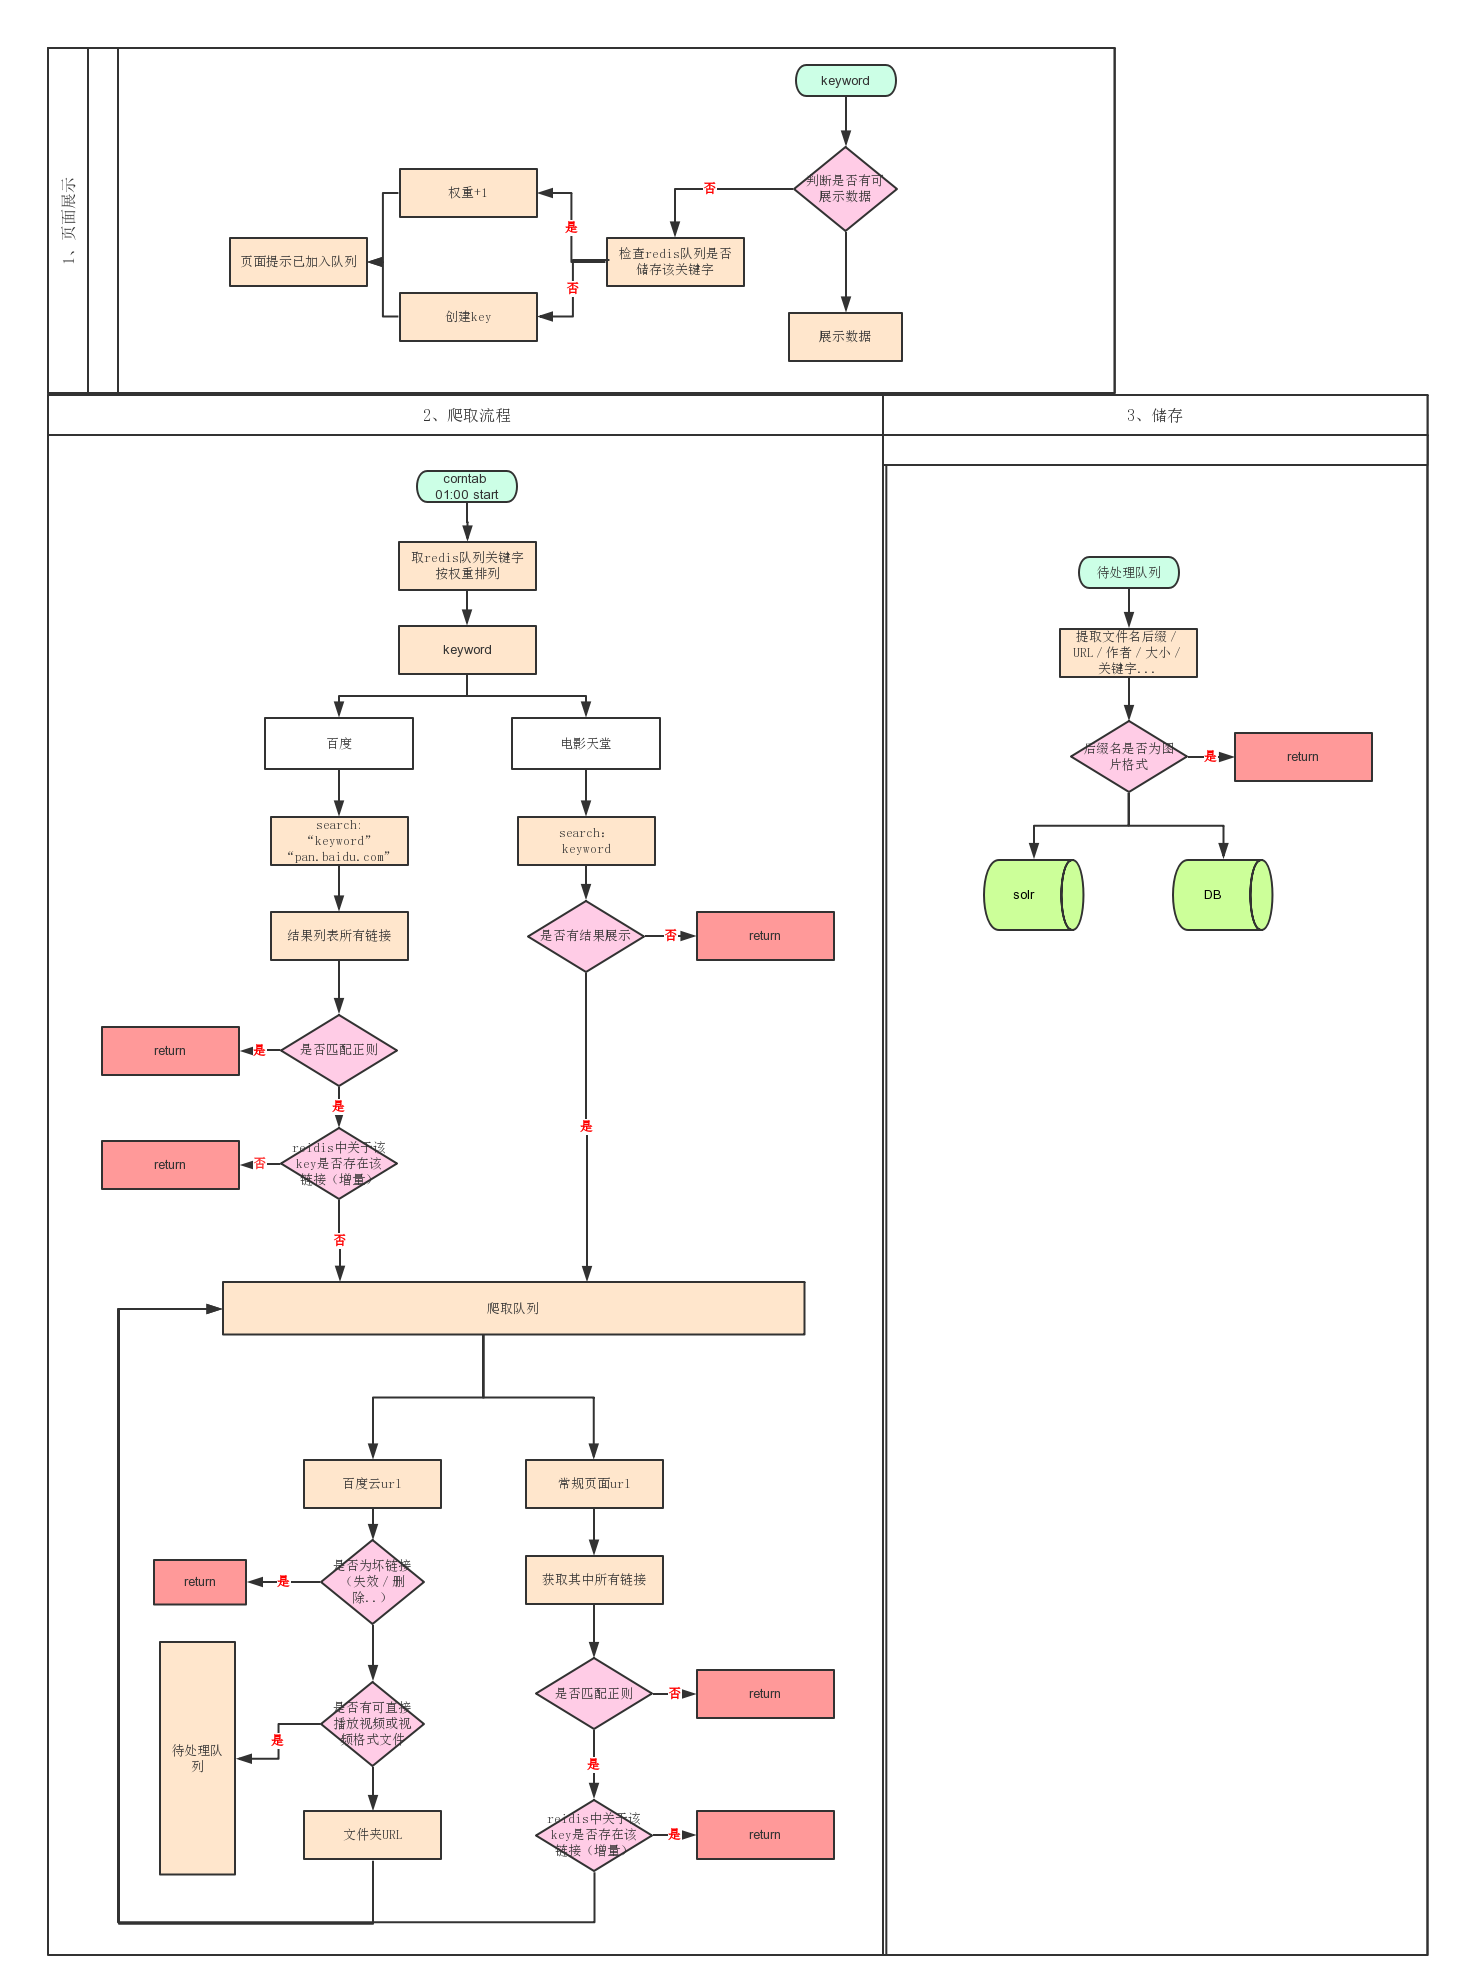 1、页面展示
keyword
判断是否有可
展示数据
否
权重+1
是
检查redis队列是否
储存该关键字
页面提示已加入队列
否
创建key
展示数据
2、爬取流程
3、储存
corntab
01:00 start
取redis队列关键字
按权重排列
keyword
百度
电影天堂
search:
“keyword”
“pan.baidu.com”
search:
keyword
结果列表所有链接
是否有结果展示
否
return
return
是
是否匹配正则
是
是
return
否
reidis中关于该
key是否存在该
链接（增量）
否
爬取队列
百度云url
常规页面url
return
是
是否为坏链接
（失效/删
除..）
获取其中所有链接
是否有可直接
播放视频或视
频格式文件
是
待处理队
列
是否匹配正则
否
return
是
文件夹URL
reidis中关于该
key是否存在该
链接（增量）
是
return
待处理队列
提取文件名后缀/
URL/作者/大小/
关键字...
后缀名是否为图
片格式
是
return
solr
DB